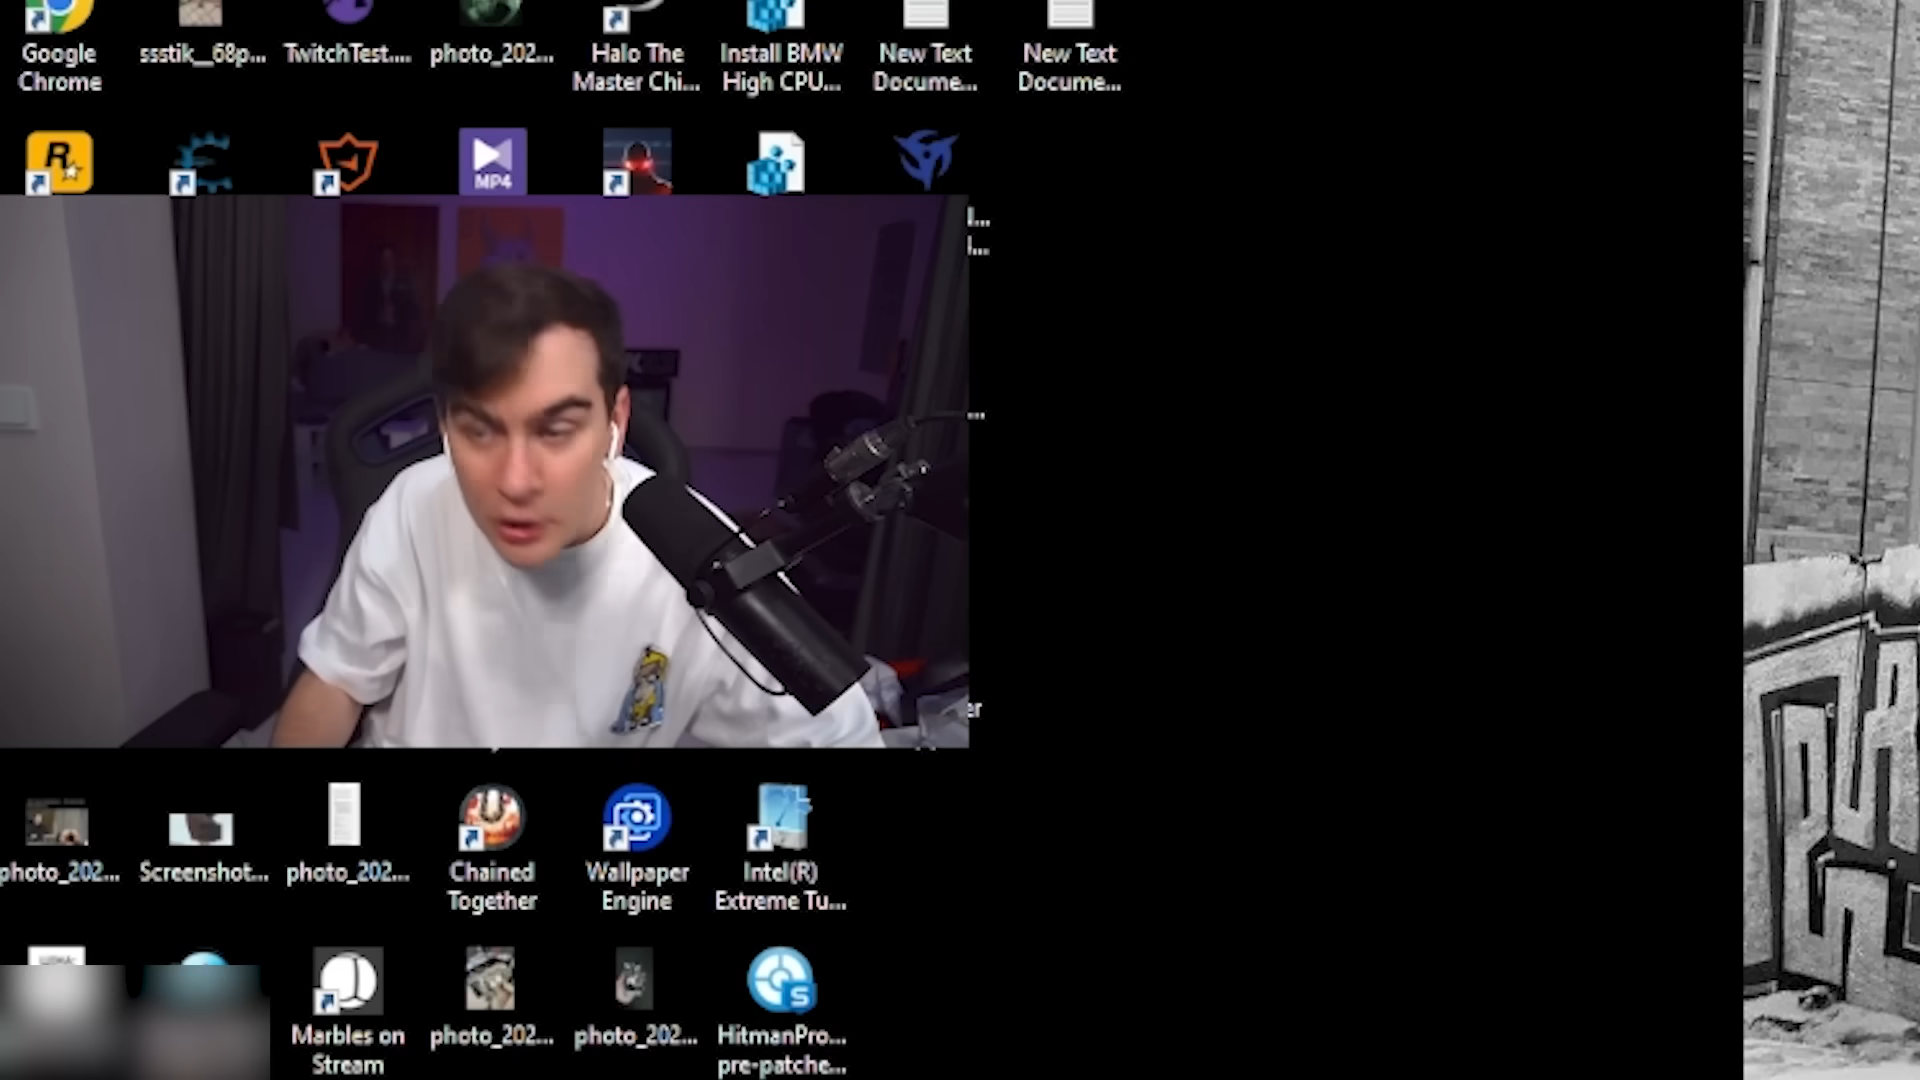 Google
Chrome
ssstik__68p...
TwitchTest....
photo_202...
Halo The
Master Chi...
Install BMW
High CPU...
New Text
Docume...
New Text
Docume...
R
MP4
photo_202...
Screenshot...
photo_202...
Chained
Together
Wallpaper
Engine
Intel(R)
Extreme Tu...
Marbles on
Stream
photo_202...
photo_202...
HitmanPro...
pre-patche...
S